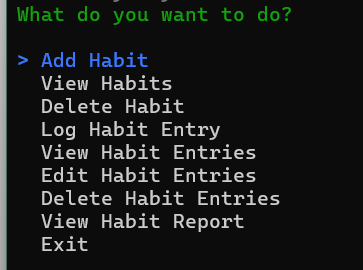 What do you want to do?
> Add Habit
View Habits
Delete Habit
Log Habit Entry
View Habit Entries
Edit Habit Entries
Delete Habit Entries
View Habit Report
Exit